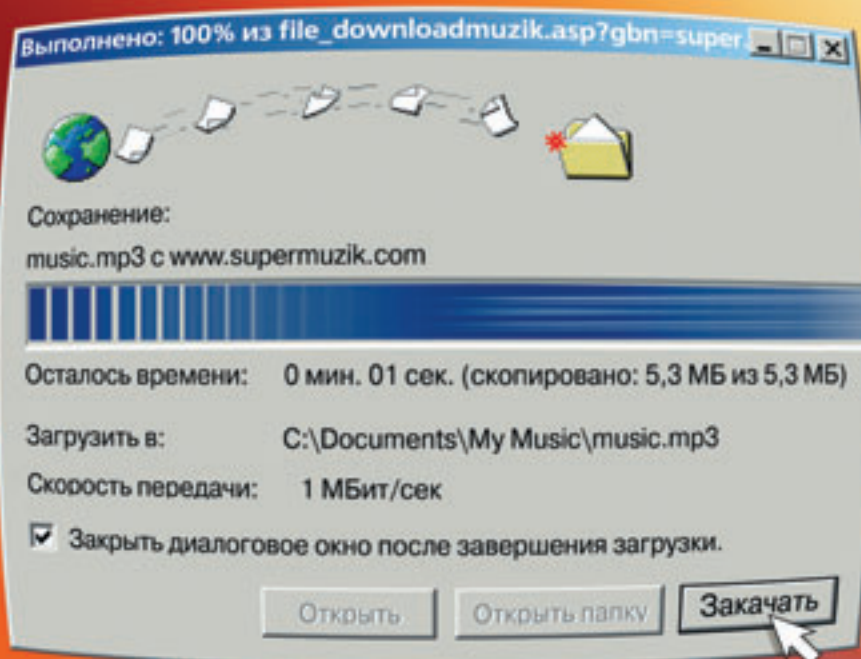 Выполнено: 100% из file_downloadmuzik.asp?gbn=super.
Сохранение:
music.mp3 с www.supermuzik.com
Осталось времени: 0 мин. 01 сек. (скопировано: 5,3 МБ из 5,3 МБ)
Загрузить в: C:\Documents\My Music\music.mp3
Скорость передачи: 1 МБит/сек
Закрыть диалоговое окно после завершения загрузки.
Открыть Открыть папку Закачать